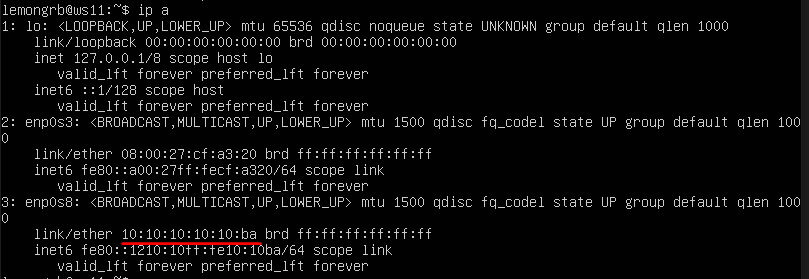 lemongrb@ws11:~$ ip a
1: lo: <LOOPBACK,UP,LOWER_UP> mtu 65536 qdisc noqueue state UNKNOWN group default qlen 1000
    link/loopback 00:00:00:00:00:00 brd 00:00:00:00:00:00
    inet 127.0.0.1/8 scope host lo
       valid_lft forever preferred_lft forever
    inet6 ::1/128 scope host
       valid_lft forever preferred_lft forever
2: enp0s3: <BROADCAST,MULTICAST,UP,LOWER_UP> mtu 1500 qdisc fq_codel state UP group default qlen 100
0
    link/ether 08:00:27:cf:a3:20 brd ff:ff:ff:ff:ff:ff
    inet6 fe80::a00:27ff:fecf:a320/64 scope link
       valid_lft forever preferred_lft forever
3: enp0s8: <BROADCAST,MULTICAST,UP,LOWER_UP> mtu 1500 qdisc fq_codel state UP group default qlen 100
0
    link/ether 10:10:10:10:10:ba brd ff:ff:ff:ff:ff:ff
    inet6 fe80::1210:10ff:fe10:10ba/64 scope link
       valid_lft forever preferred_lft forever
lemongrb@ws11:~$